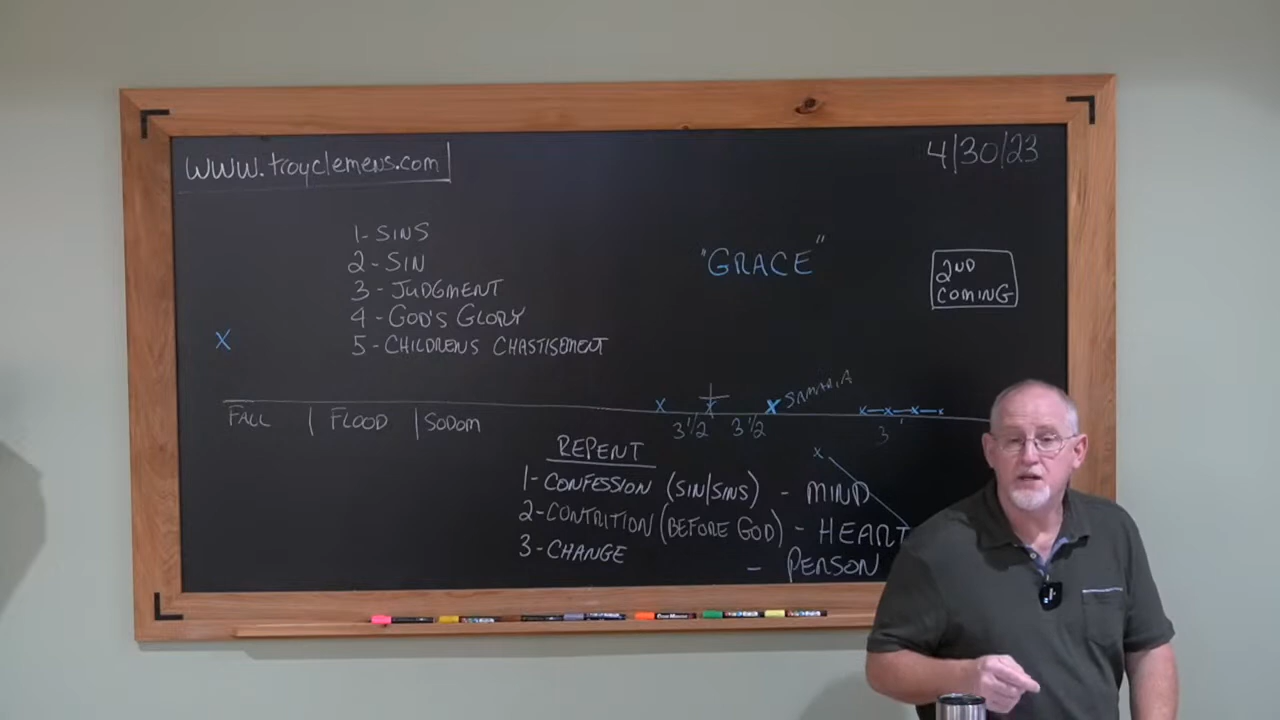 www.troyclemens.com
4/30/23
1- SINS
2- SIN
3- JUDGMENT
4- GOD'S GLORY
5- CHILDRENS CHASTISEMENT
"GRACE"
2ND
COMING
X
X
X
X SAMARIA
X-X-X-X
FALL | FLOOD | SODOM
3 1/2
3 1/2
3
X
REPENT
1- CONFESSION (SIN/SINS) - MIND
2- CONTRITION (BEFORE GOD) - HEART
3- CHANGE - PERSON